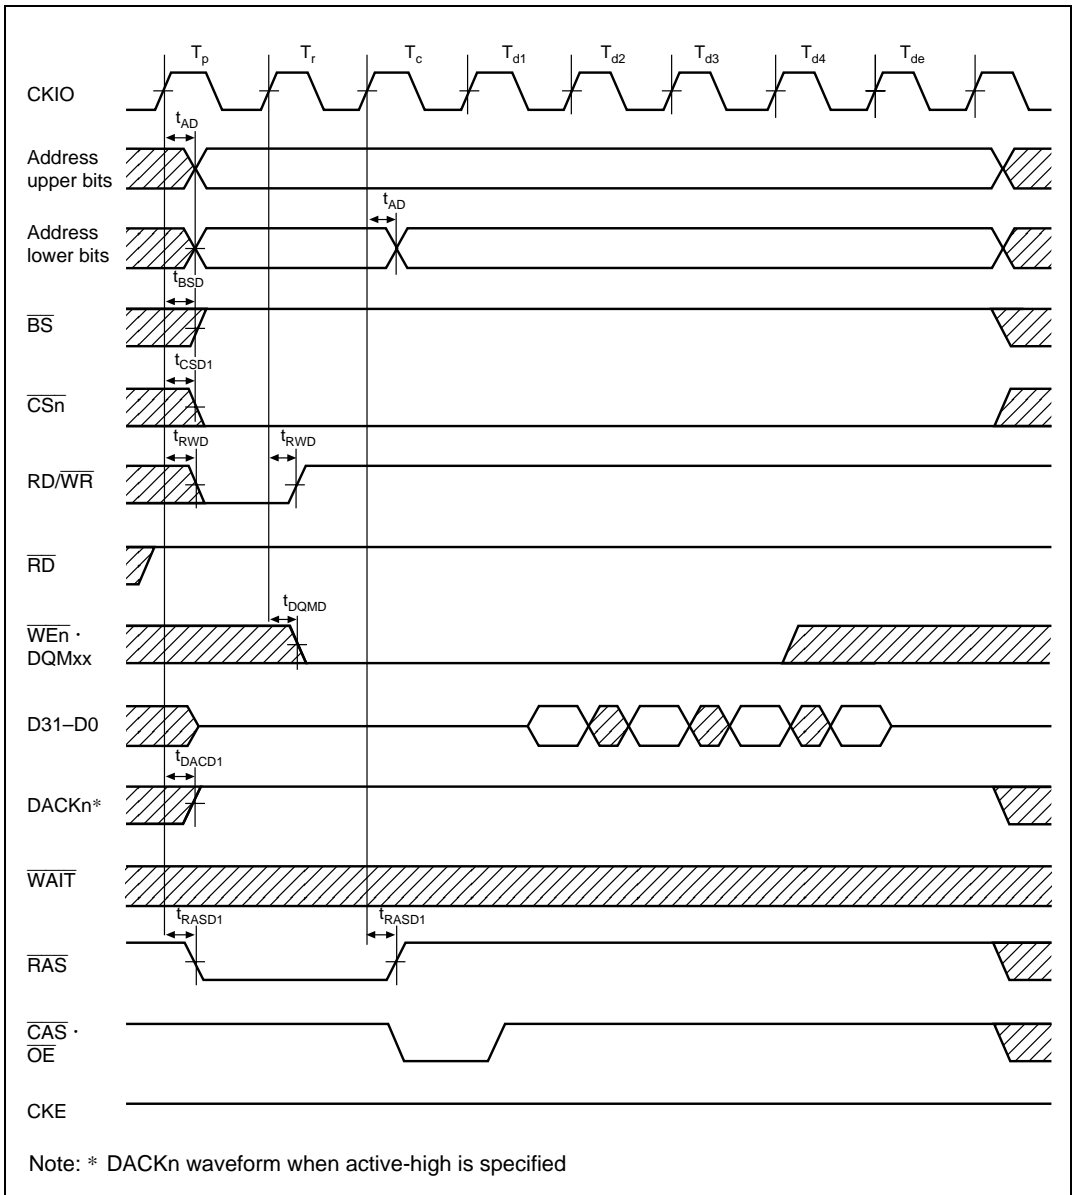 Tp Tr Tc Td1 Td2 Td3 Td4 Tde
CKIO
tAD
Address
upper bits
tAD
Address
lower bits
tBSD
BS
tCSD1
CSn
tRWD tRWD
RD/WR
RD
tDQMD
WEn ·
DQMxx
D31–D0
tDACD1
DACKn*
WAIT
tRASD1 tRASD1
RAS
CAS ·
OE
CKE
Note: * DACKn waveform when active-high is specified